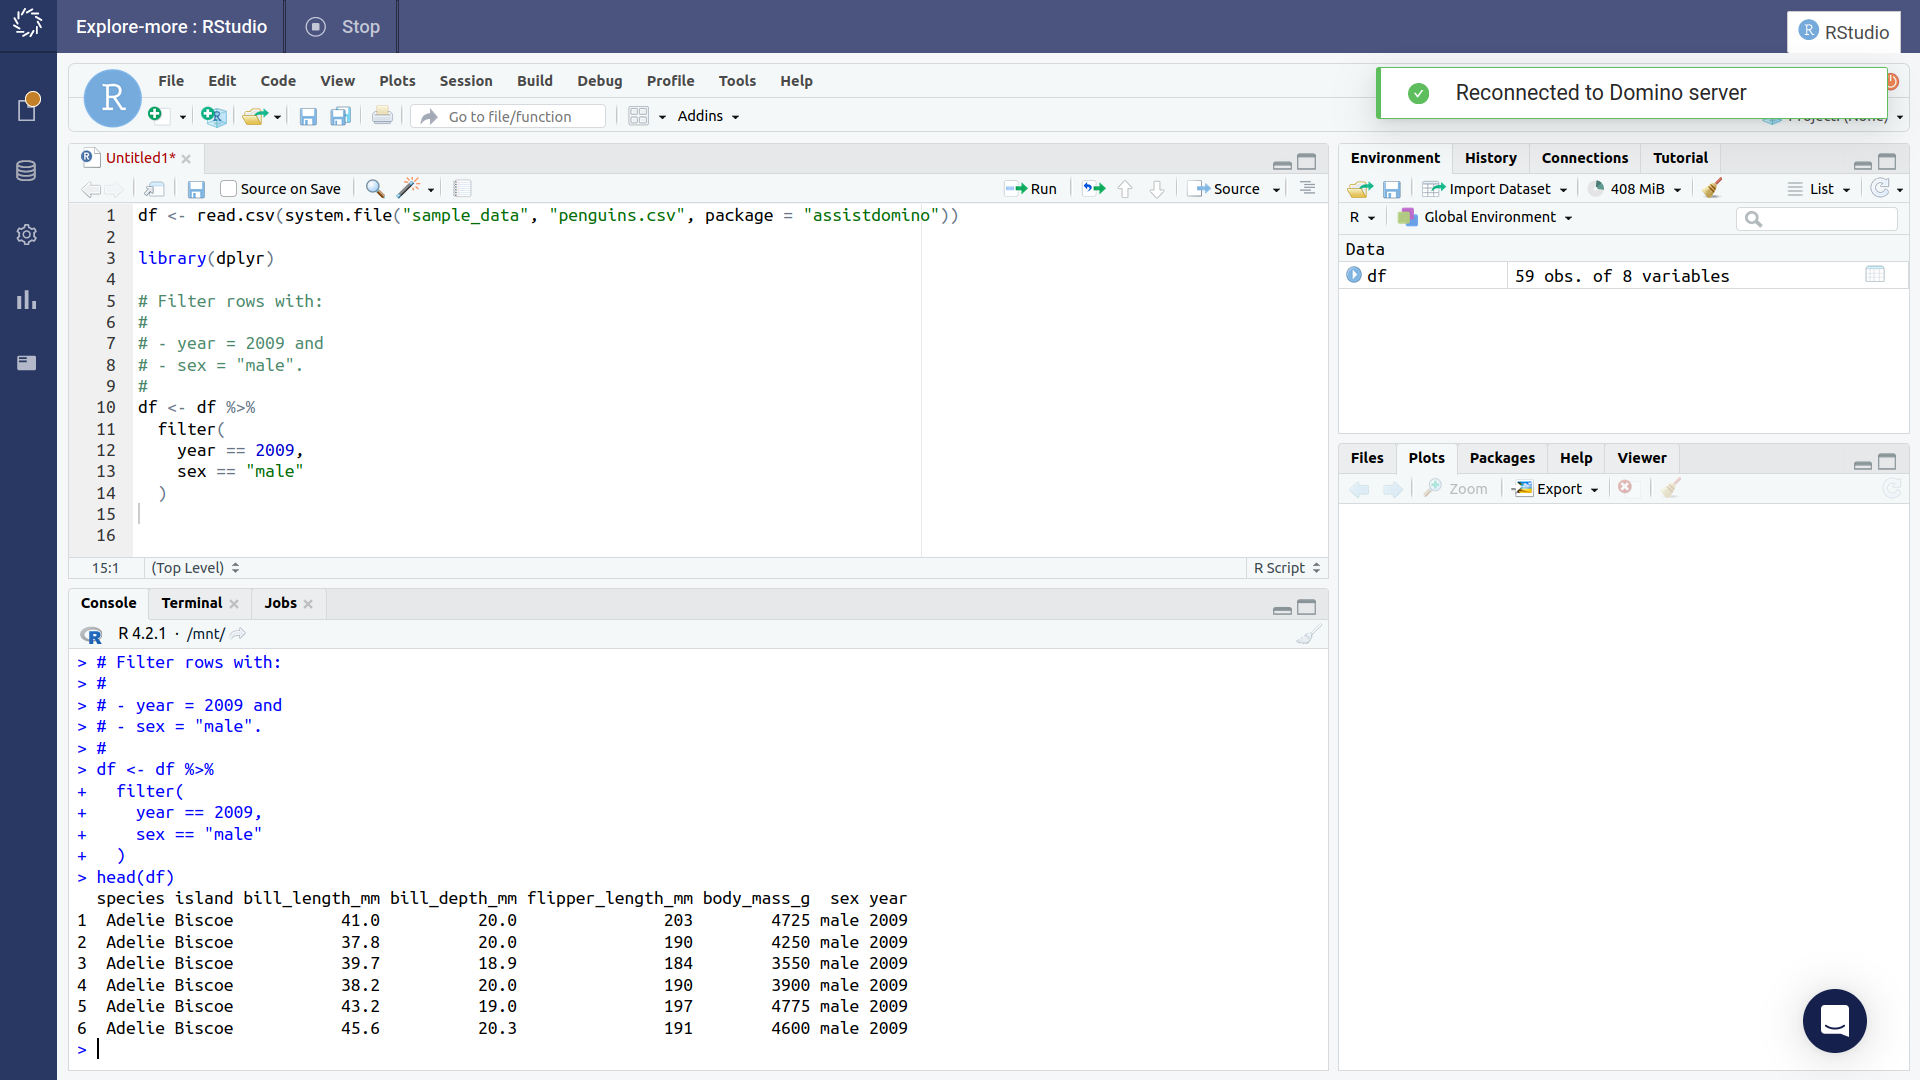 Explore-more : RStudio
Stop
RStudio
File Edit Code View Plots Session Build Debug Profile Tools Help
Reconnected to Domino server
Go to file/function
Addins
Untitled1*
Source on Save
Run
Source
1 df <- read.csv(system.file("sample_data", "penguins.csv", package = "assistdomino"))
2
3 library(dplyr)
4
5 # Filter rows with:
6 #
7 # - year = 2009 and
8 # - sex = "male".
9 #
10 df <- df %>%
11   filter(
12     year == 2009,
13     sex == "male"
14   )
15
16
15:1 (Top Level) R Script
Console Terminal Jobs
R 4.2.1 · /mnt/
> # Filter rows with:
> #
> # - year = 2009 and
> # - sex = "male".
> #
> df <- df %>%
+   filter(
+     year == 2009,
+     sex == "male"
+   )
> head(df)
  species island bill_length_mm bill_depth_mm flipper_length_mm body_mass_g  sex year
1  Adelie Biscoe           41.0          20.0               203        4725 male 2009
2  Adelie Biscoe           37.8          20.0               190        4250 male 2009
3  Adelie Biscoe           39.7          18.9               184        3550 male 2009
4  Adelie Biscoe           38.2          20.0               190        3900 male 2009
5  Adelie Biscoe           43.2          19.0               197        4775 male 2009
6  Adelie Biscoe           45.6          20.3               191        4600 male 2009
>
Environment History Connections Tutorial
Import Dataset 408 MiB List
R Global Environment
Data
df 59 obs. of 8 variables
Files Plots Packages Help Viewer
Zoom Export